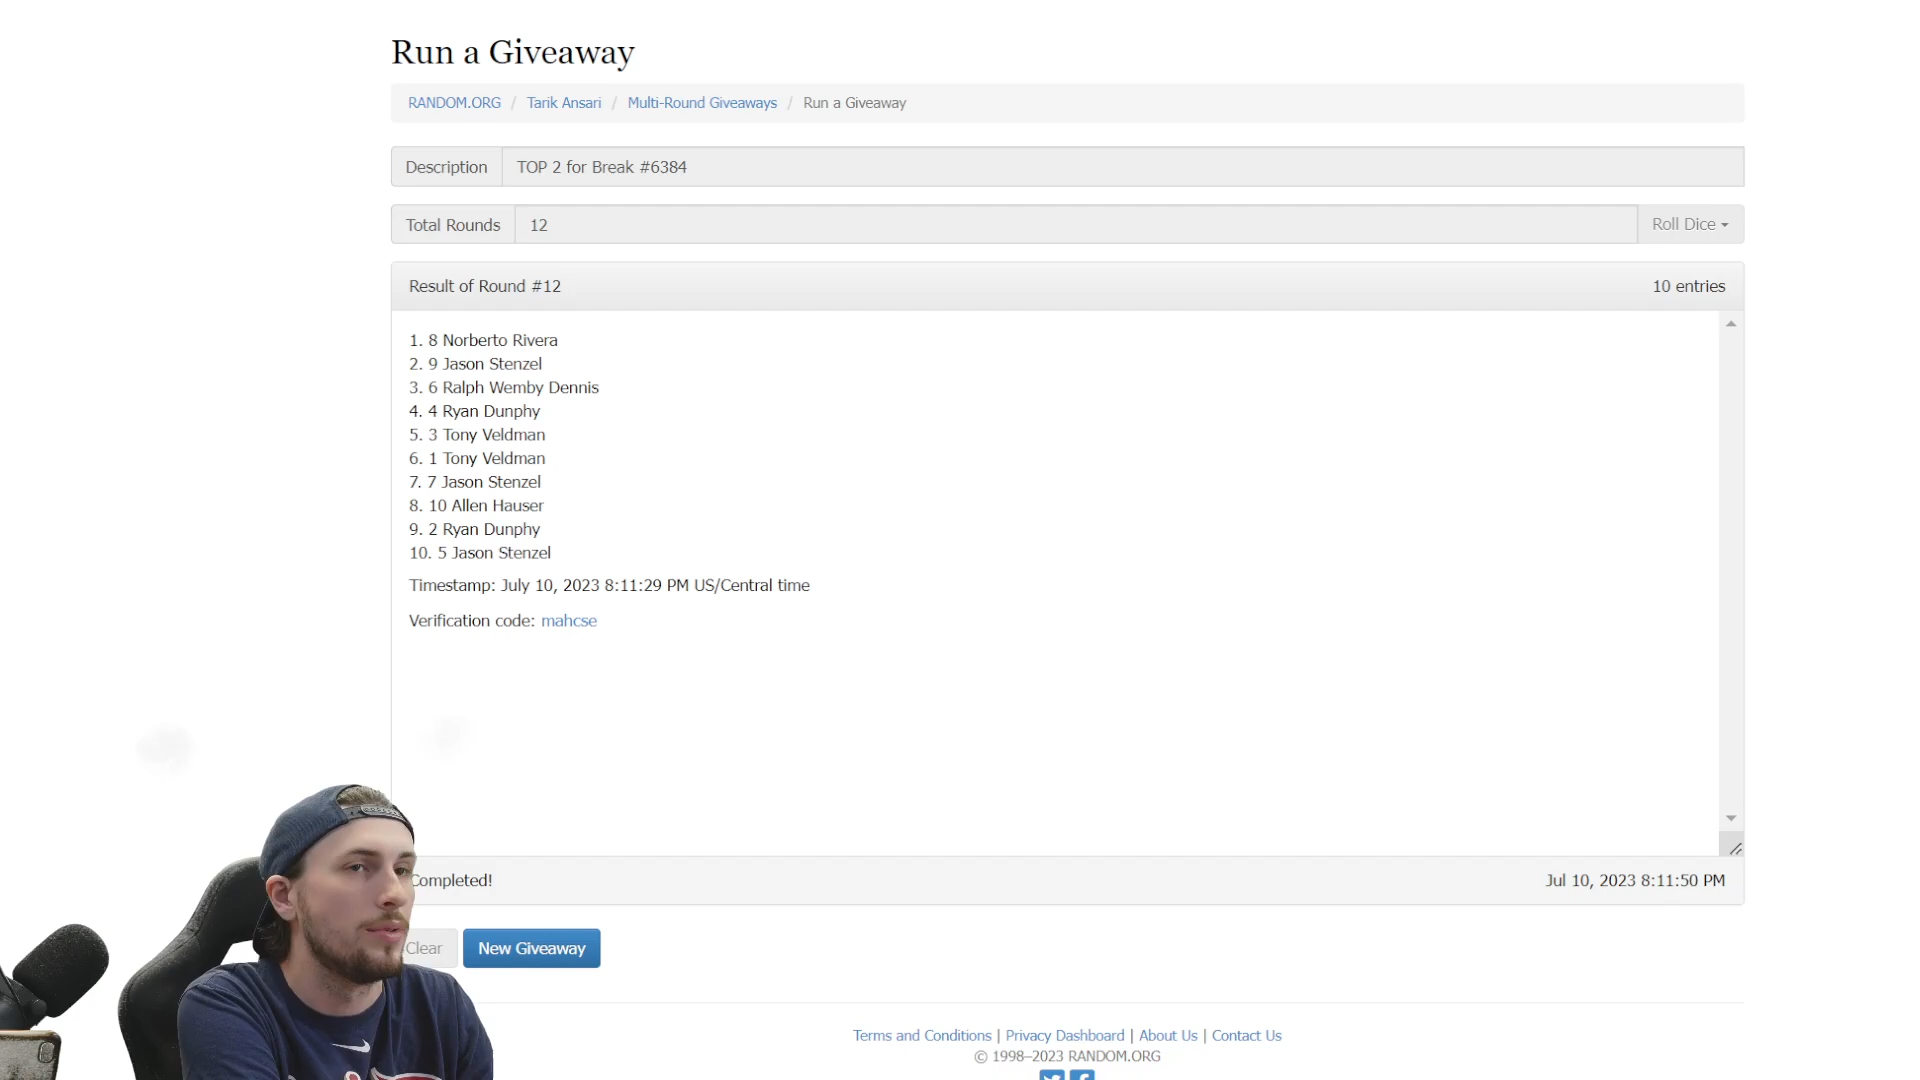 Run a Giveaway
RANDOM.ORG / Tarik Ansari / Multi-Round Giveaways / Run a Giveaway
Description TOP 2 for Break #6384
Total Rounds 12 Roll Dice
Result of Round #12 10 entries
1. 8 Norberto Rivera
2. 9 Jason Stenzel
3. 6 Ralph Wemby Dennis
4. 4 Ryan Dunphy
5. 3 Tony Veldman
6. 1 Tony Veldman
7. 7 Jason Stenzel
8. 10 Allen Hauser
9. 2 Ryan Dunphy
10. 5 Jason Stenzel
Timestamp: July 10, 2023 8:11:29 PM US/Central time
Verification code: mahcse
Completed! Jul 10, 2023 8:11:50 PM
Clear New Giveaway
Terms and Conditions | Privacy Dashboard | About Us | Contact Us
© 1998–2023 RANDOM.ORG